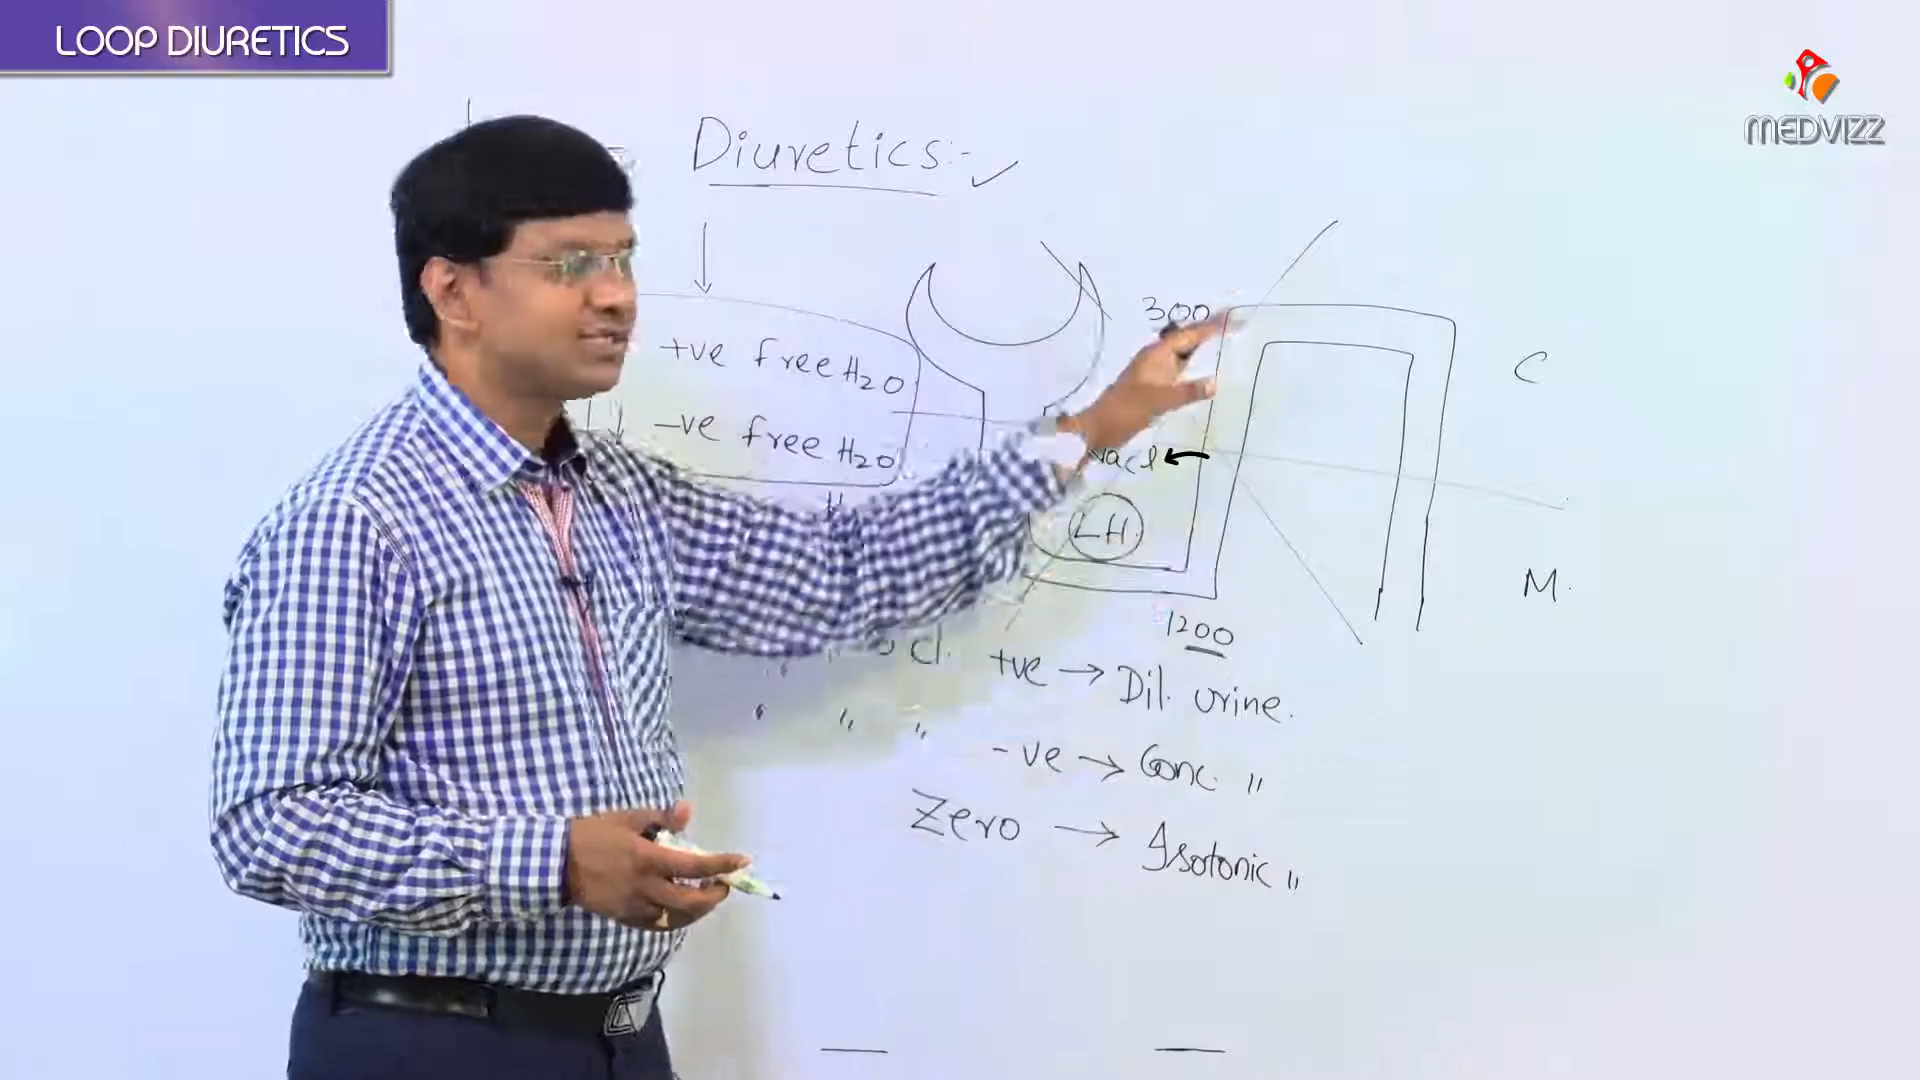 LOOP DIURETICS
MEDVIZZ
Diuretics:-
+ve free H2O
-ve free H2O
300
C
LH.
M.
1200
Cl.
+ve → Dil. urine.
" "
-ve → Conc. "
Zero → Isotonic "